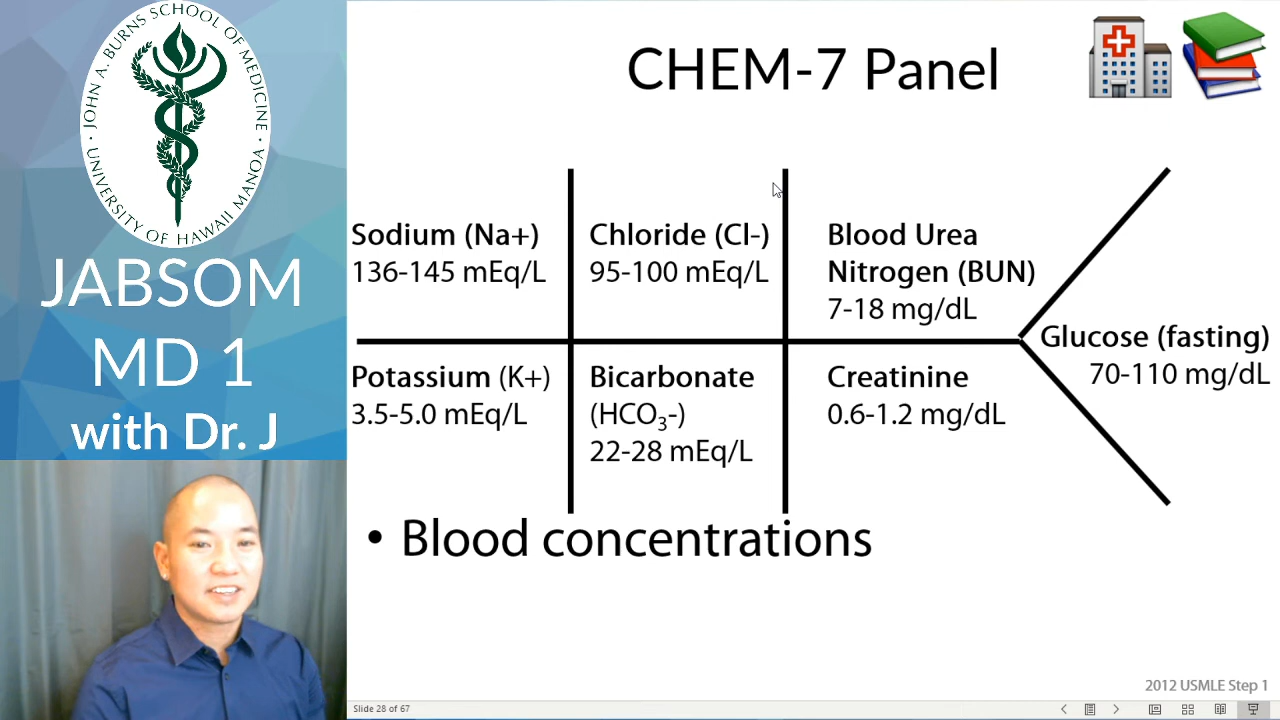 JOHN A. BURNS SCHOOL OF MEDICINE
UNIVERSITY OF HAWAII MANOA
JABSOM
MD 1
with Dr. J
CHEM-7 Panel
Sodium (Na+)
136-145 mEq/L
Chloride (Cl-)
95-100 mEq/L
Blood Urea
Nitrogen (BUN)
7-18 mg/dL
Glucose (fasting)
70-110 mg/dL
Potassium (K+)
3.5-5.0 mEq/L
Bicarbonate
(HCO₃-)
22-28 mEq/L
Creatinine
0.6-1.2 mg/dL
• Blood concentrations
2012 USMLE Step 1
Slide 28 of 67